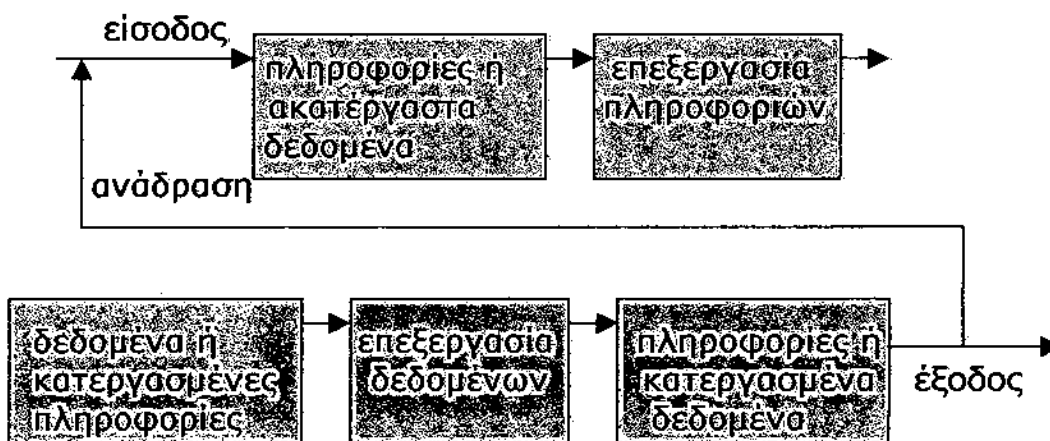 είσοδος
πληροφορίες ή
ακατέργαστα
δεδομένα
επεξεργασία
πληροφοριών
ανάδραση
δεδομένα ή
κατεργασμένες
πληροφορίες
επεξεργασία
δεδομένων
πληροφορίες ή
κατεργασμένα
δεδομένα
έξοδος